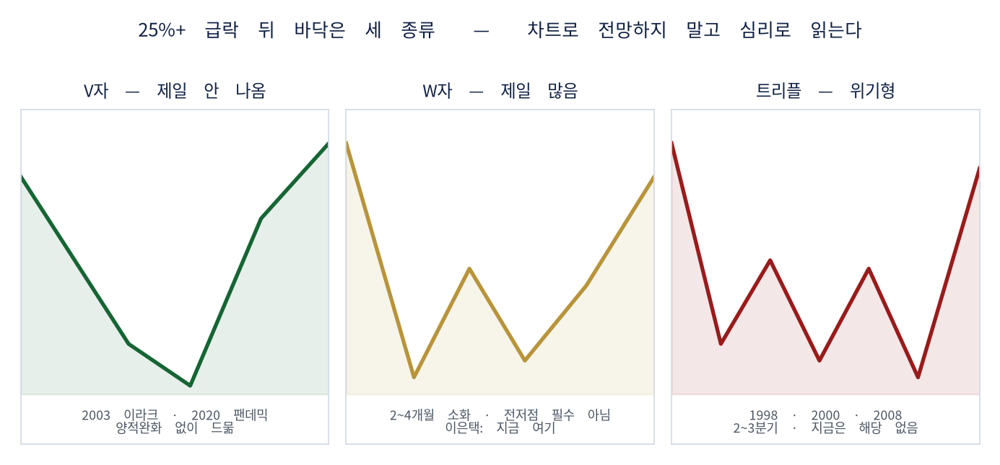 25%+ 급락 뒤 바닥은 세 종류 — 차트로 전망하지 말고 심리로 읽는다
V자 — 제일 안 나옴
2003 이라크 · 2020 팬데믹
양적완화 없이 드묾
W자 — 제일 많음
2~4개월 소화 · 전저점 필수 아님
이은택: 지금 여기
트리플 — 위기형
1998 · 2000 · 2008
2~3분기 · 지금은 해당 없음